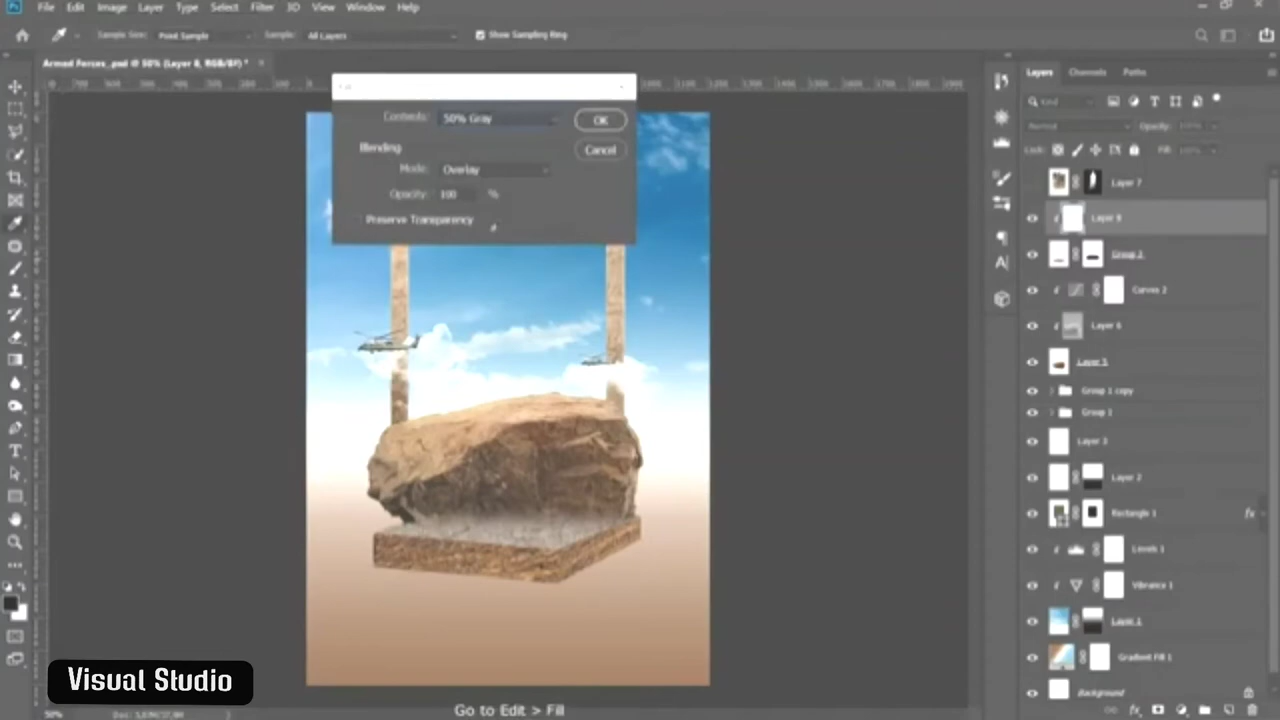 File Edit Image Layer Type Select Filter 3D View Window Help
Sample Size: Point Sample Sample: All Layers Show Sampling Ring
Armed Forces_.psd @ 50% (Layer 8, RGB/8#) *
Contents: 50% Gray
OK
Blending
Cancel
Mode: Overlay
Opacity: 100 %
Preserve Transparency
Layers Channels Paths
Kind
Normal Opacity: 100%
Lock: Fill: 100%
Layer 7
Layer 8
Group 2
Curves 2
Layer 6
Layer 5
Group 1 copy
Group 1
Layer 3
Layer 2
Rectangle 1 fx
Levels 1
Vibrance 1
Layer 1
Gradient Fill 1
Background
Visual Studio
50%
Go to Edit > Fill